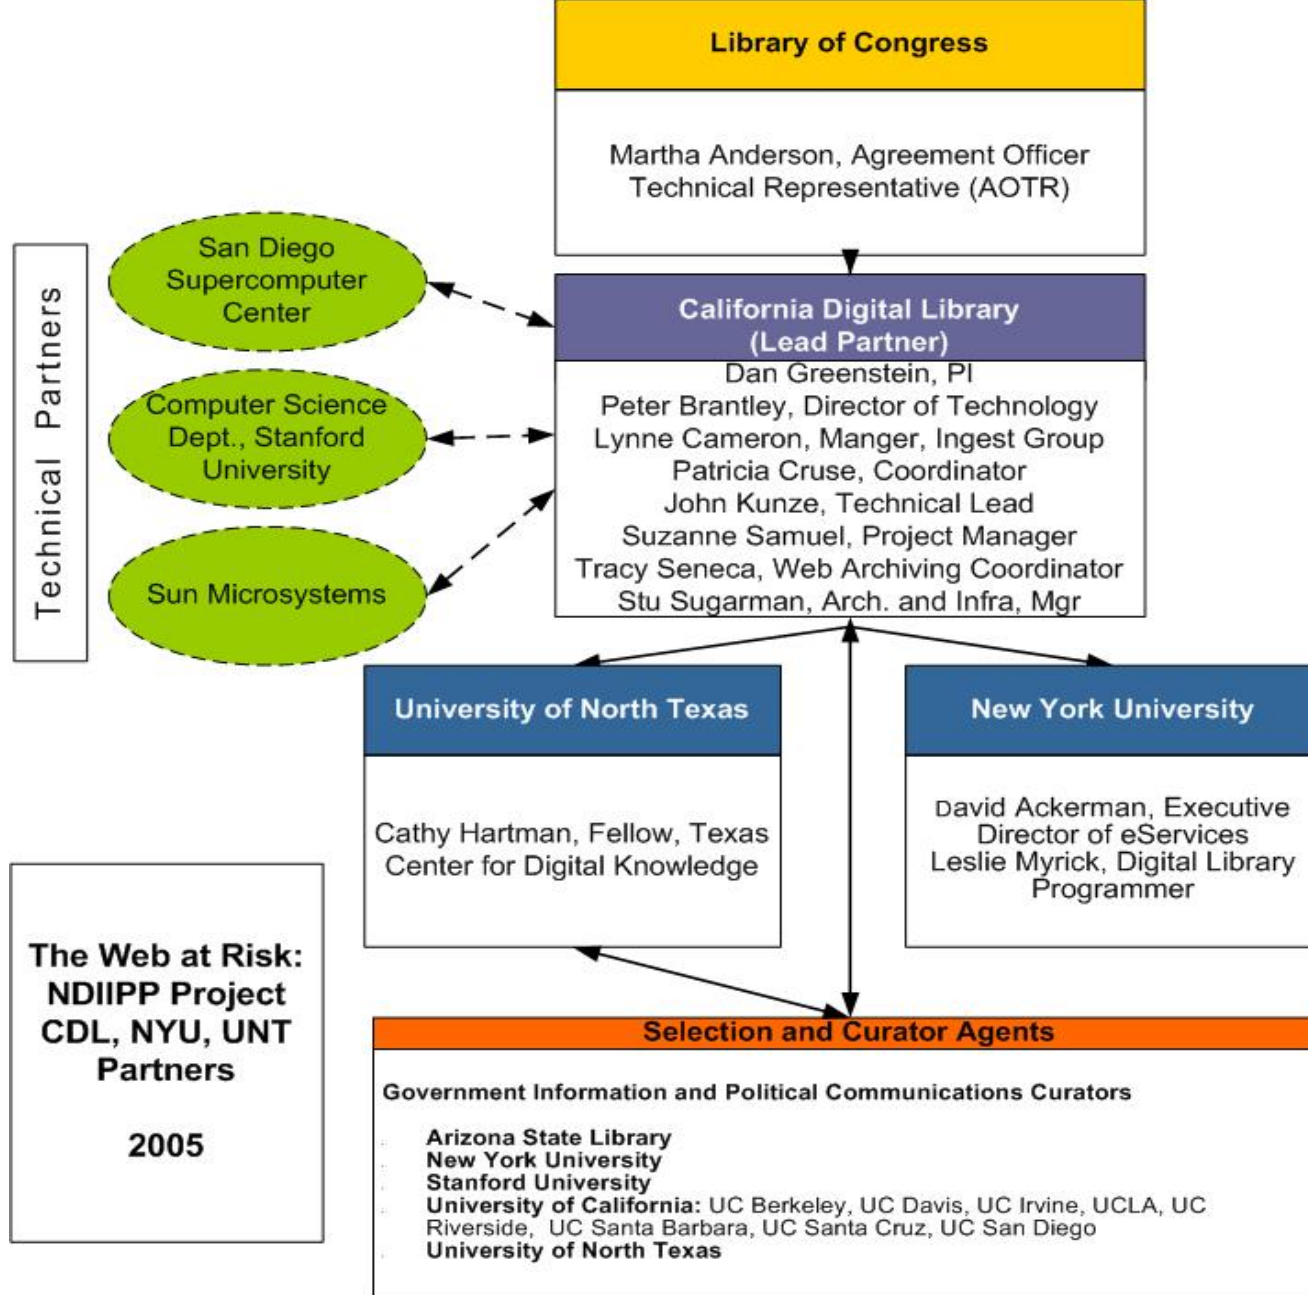 Library of Congress
Martha Anderson, Agreement Officer
Technical Representative (AOTR)
Technical Partners
San Diego
Supercomputer
Center
Computer Science
Dept., Stanford
University
Sun Microsystems
California Digital Library
(Lead Partner)
Dan Greenstein, PI
Peter Brantley, Director of Technology
Lynne Cameron, Manger, Ingest Group
Patricia Cruse, Coordinator
John Kunze, Technical Lead
Suzanne Samuel, Project Manager
Tracy Seneca, Web Archiving Coordinator
Stu Sugarman, Arch. and Infra, Mgr
University of North Texas
Cathy Hartman, Fellow, Texas
Center for Digital Knowledge
New York University
David Ackerman, Executive
Director of eServices
Leslie Myrick, Digital Library
Programmer
The Web at Risk:
NDIIPP Project
CDL, NYU, UNT
Partners
2005
Selection and Curator Agents
Government Information and Political Communications Curators
Arizona State Library
New York University
Stanford University
University of California: UC Berkeley, UC Davis, UC Irvine, UCLA, UC
Riverside, UC Santa Barbara, UC Santa Cruz, UC San Diego
University of North Texas